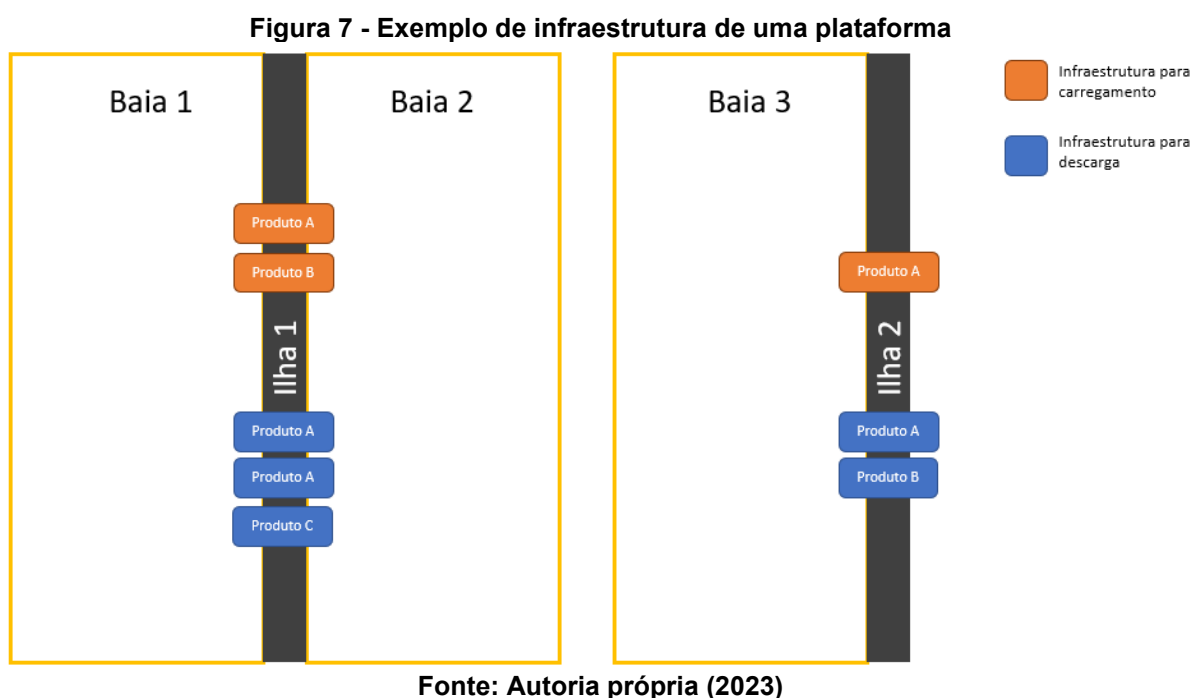 Figura 7 - Exemplo de infraestrutura de uma plataforma
Baia 1
Baia 2
Baia 3
Infraestrutura para
carregamento
Infraestrutura para
descarga
Produto A
Produto B
Ilha 1
Produto A
Produto A
Produto C
Produto A
Ilha 2
Produto A
Produto B
Fonte: Autoria própria (2023)